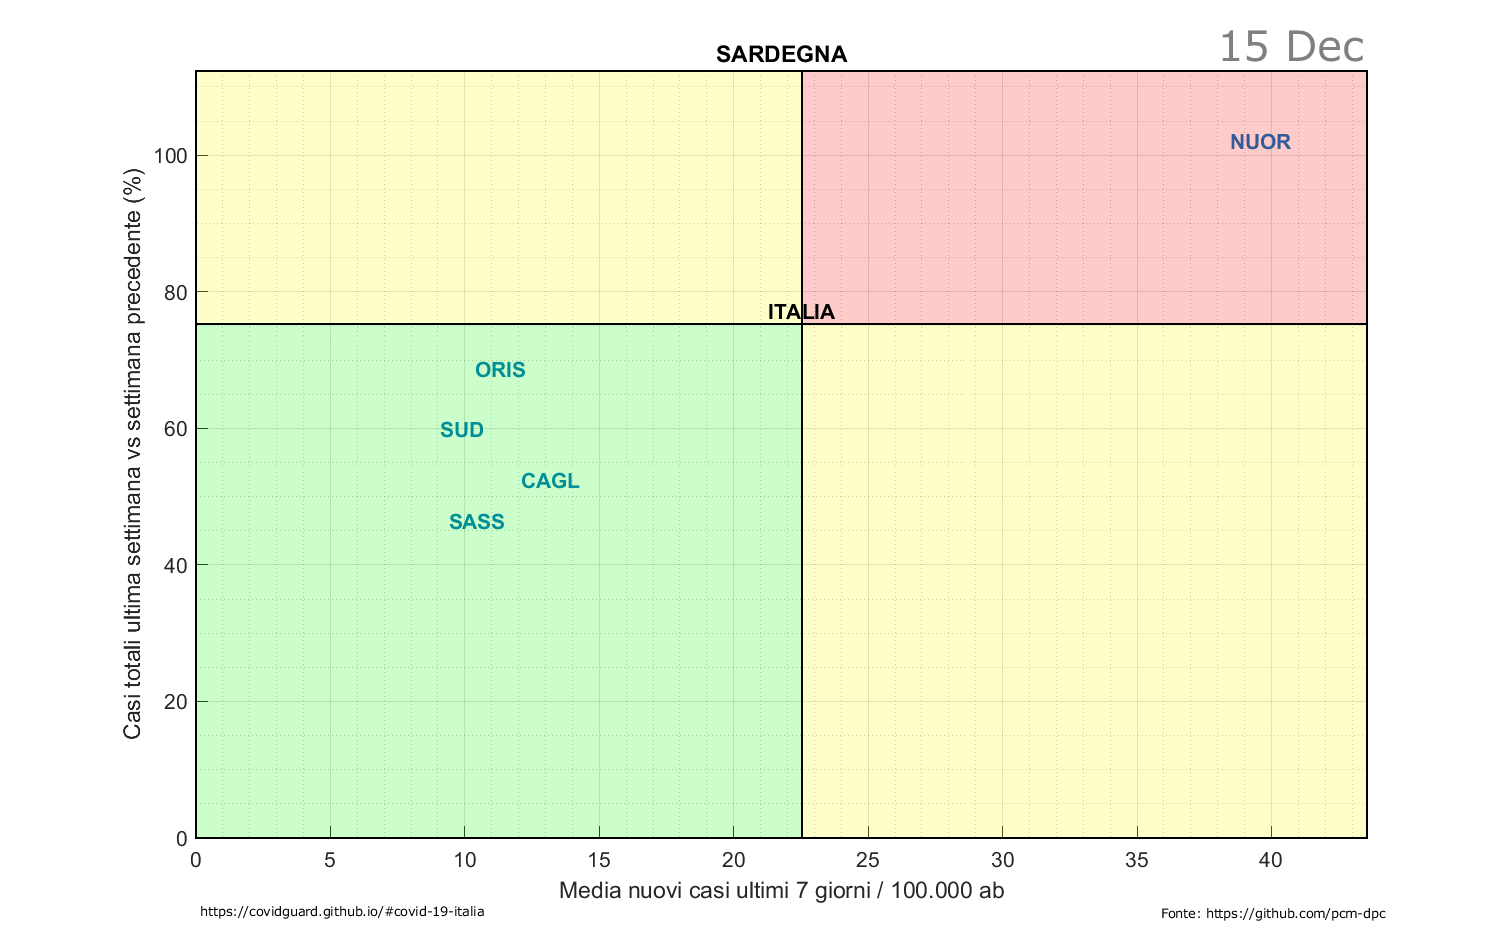 15 Dec
SARDEGNA
Casi totali ultima settimana vs settimana precedente (%)
100
80
60
40
20
0
NUOR
ITALIA
ORIS
SUD
CAGL
SASS
0 5 10 15 20 25 30 35 40
Media nuovi casi ultimi 7 giorni / 100.000 ab
https://covidguard.github.io/#covid-19-italia
Fonte: https://github.com/pcm-dpc